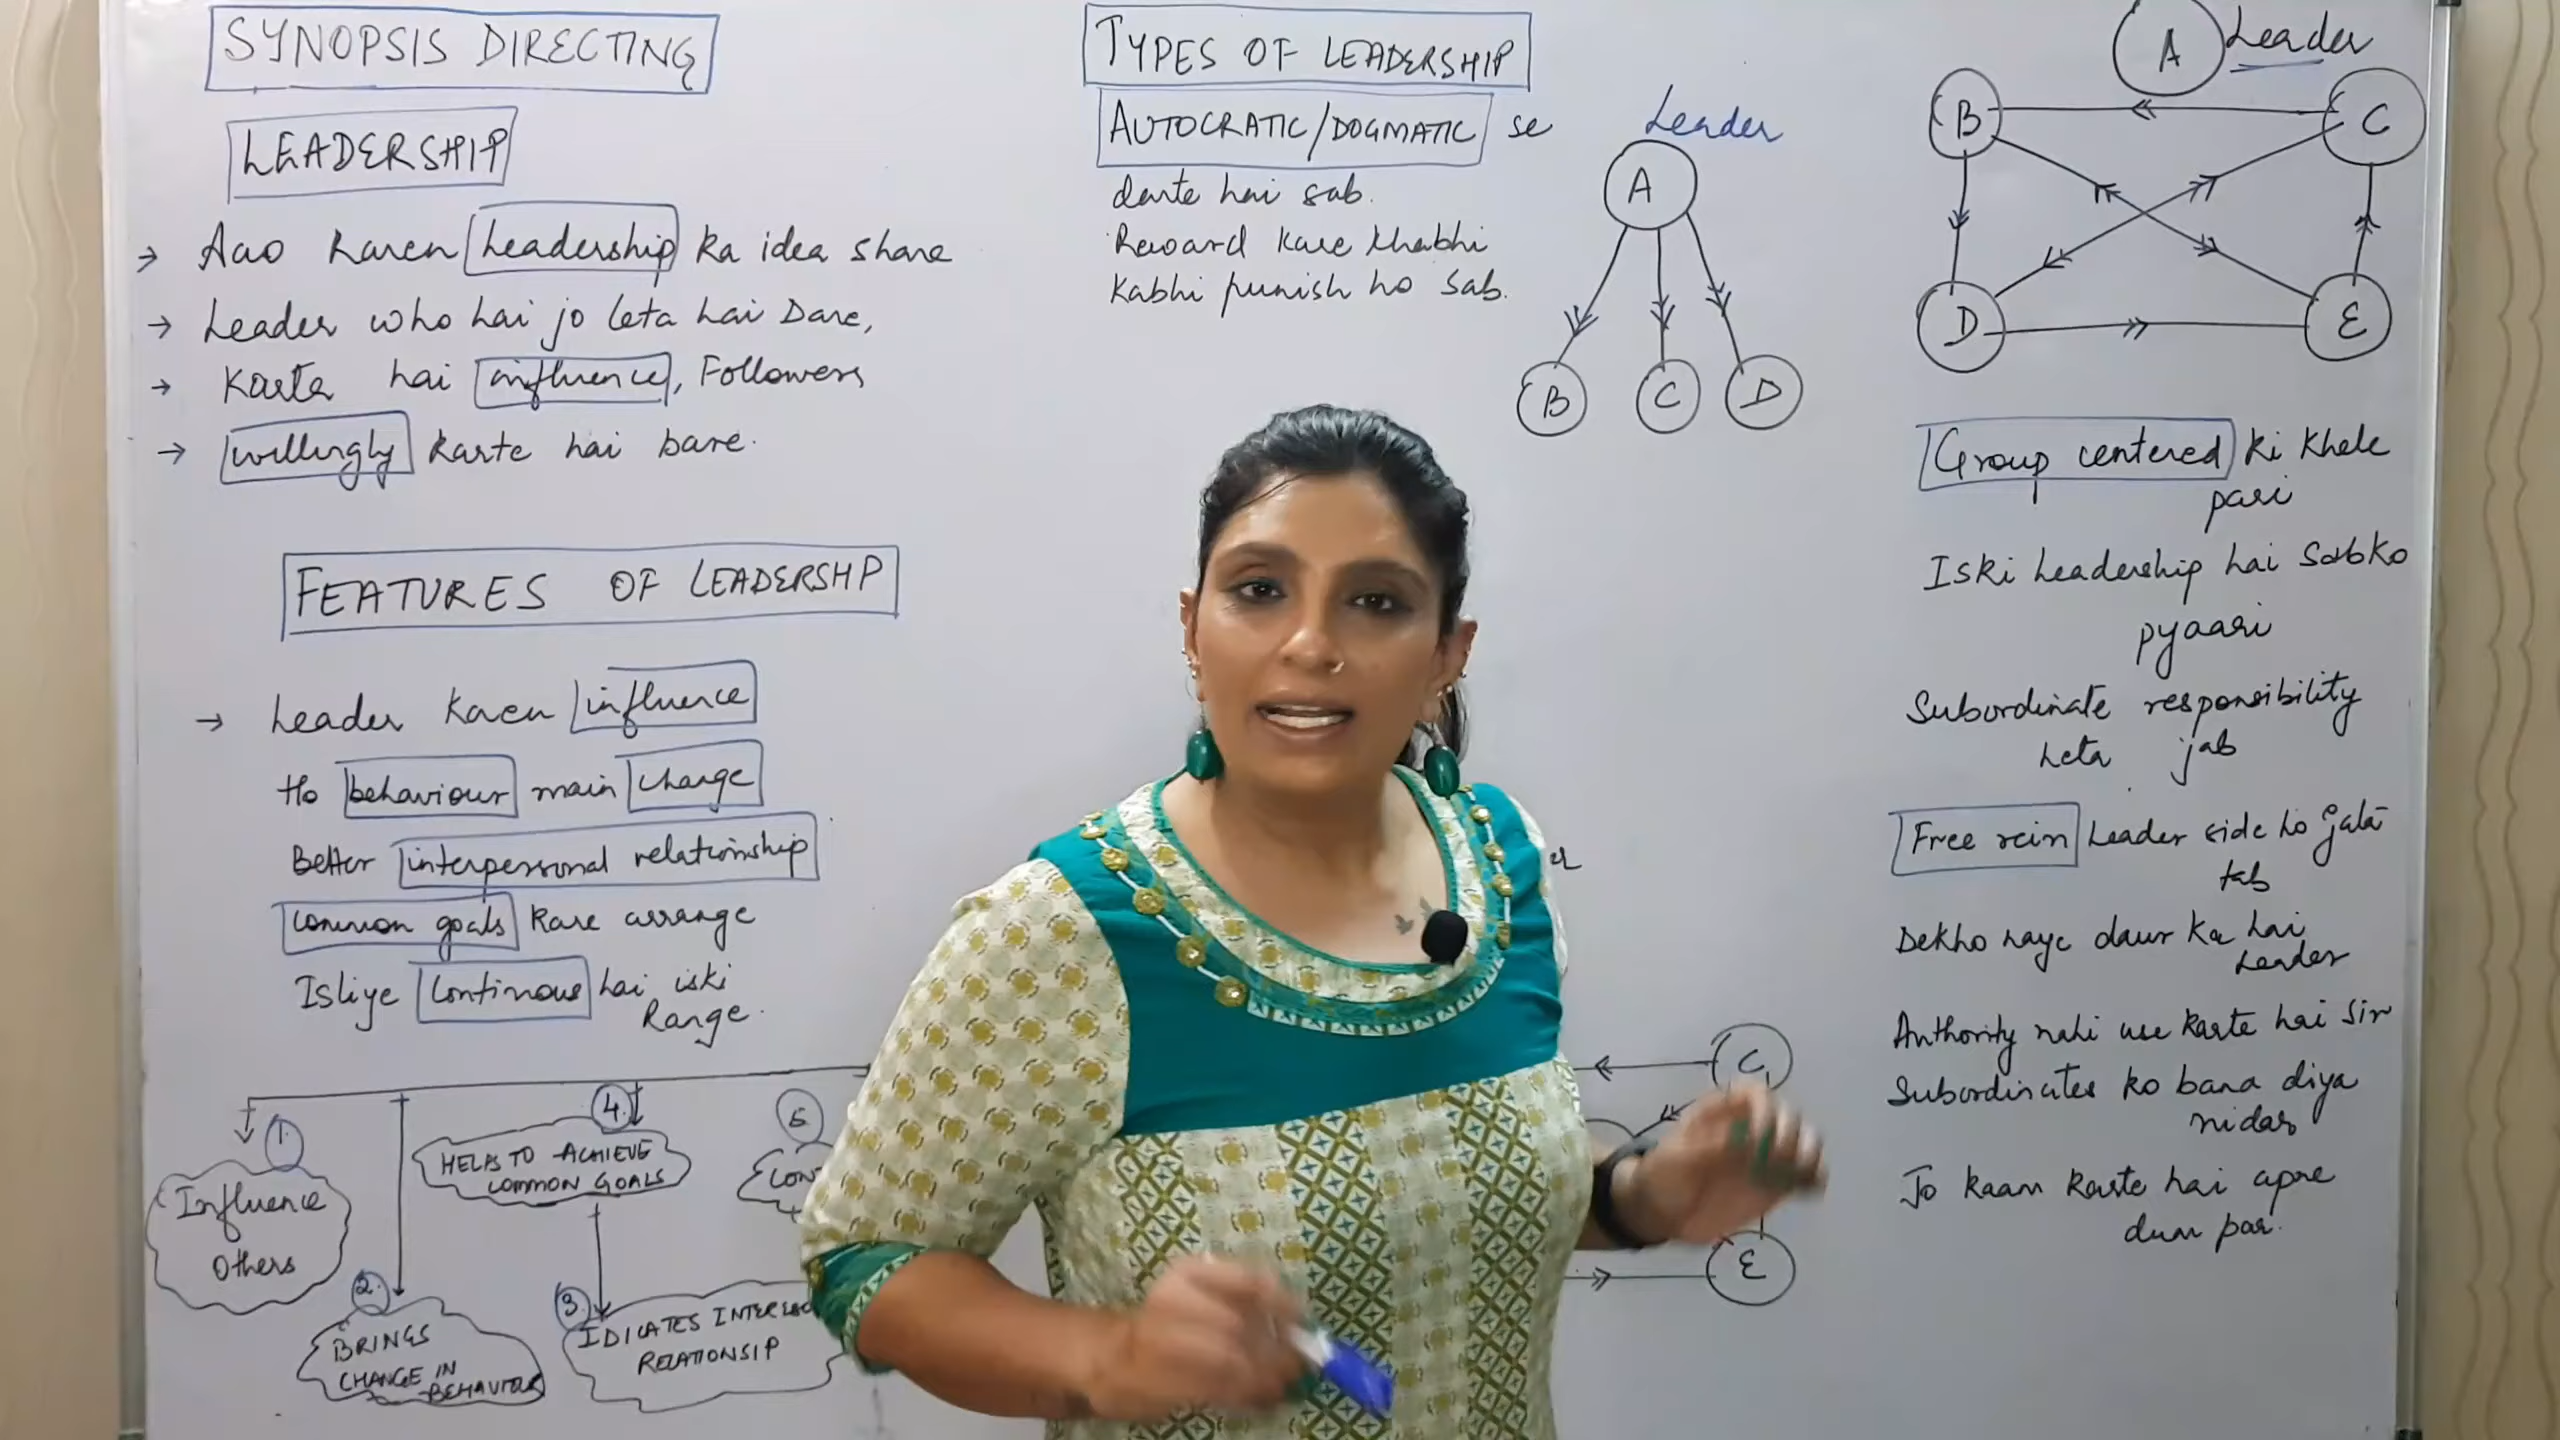 SYNOPSIS DIRECTING
LEADERSHIP
→ Aao karen leadership ka idea share
→ Leader who hai jo leta hai Dare,
→ Karta hai influence, Followers
→ willingly karte hai bare.
FEATURES OF LEADERSHP
→ Leader karen influence
Ho behaviour main change
Better interpersonal relationship
common goals kare arrange
Isliye continous hai iski
Range.
1.
Influence
Others
2.
BRINGS
CHANGE IN
BEHAVIOUR
4.
HELPS TO ACHIEVE
COMMON GOALS
3.
IDICATES
RELATIONSIP
5
CON
TYPES OF LEADERSHIP
AUTOCRATIC/DOGMATIC se
darte hai sab.
Reward kare khabhi
Kabhi punish ho sab.
Leader
A
B C D
C
E
A Leader
B C
D E
Group centered ki khele
pari
Iski leadership hai sabko
pyaari
Subordinate responsibility
leta jab
Free rein leader side ho jata
tab
Dekho naye daur ka hai
Leader
Authority nahi use karte hai sir
Subordinates ko bana diya
nidar
Jo kaam karte hai apne
dum par.